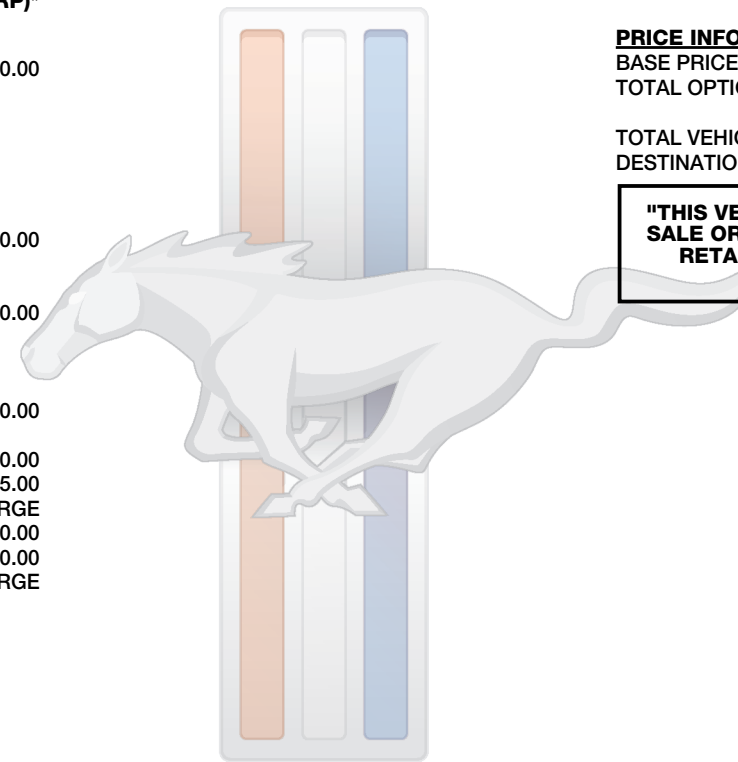 RP)*
0.00
0.00
0.00
0.00
0.00
5.00
RGE
0.00
0.00
RGE
PRICE INFO
BASE PRICE
TOTAL OPTI
TOTAL VEHI
DESTINATIO
"THIS VE
SALE OR
RETA